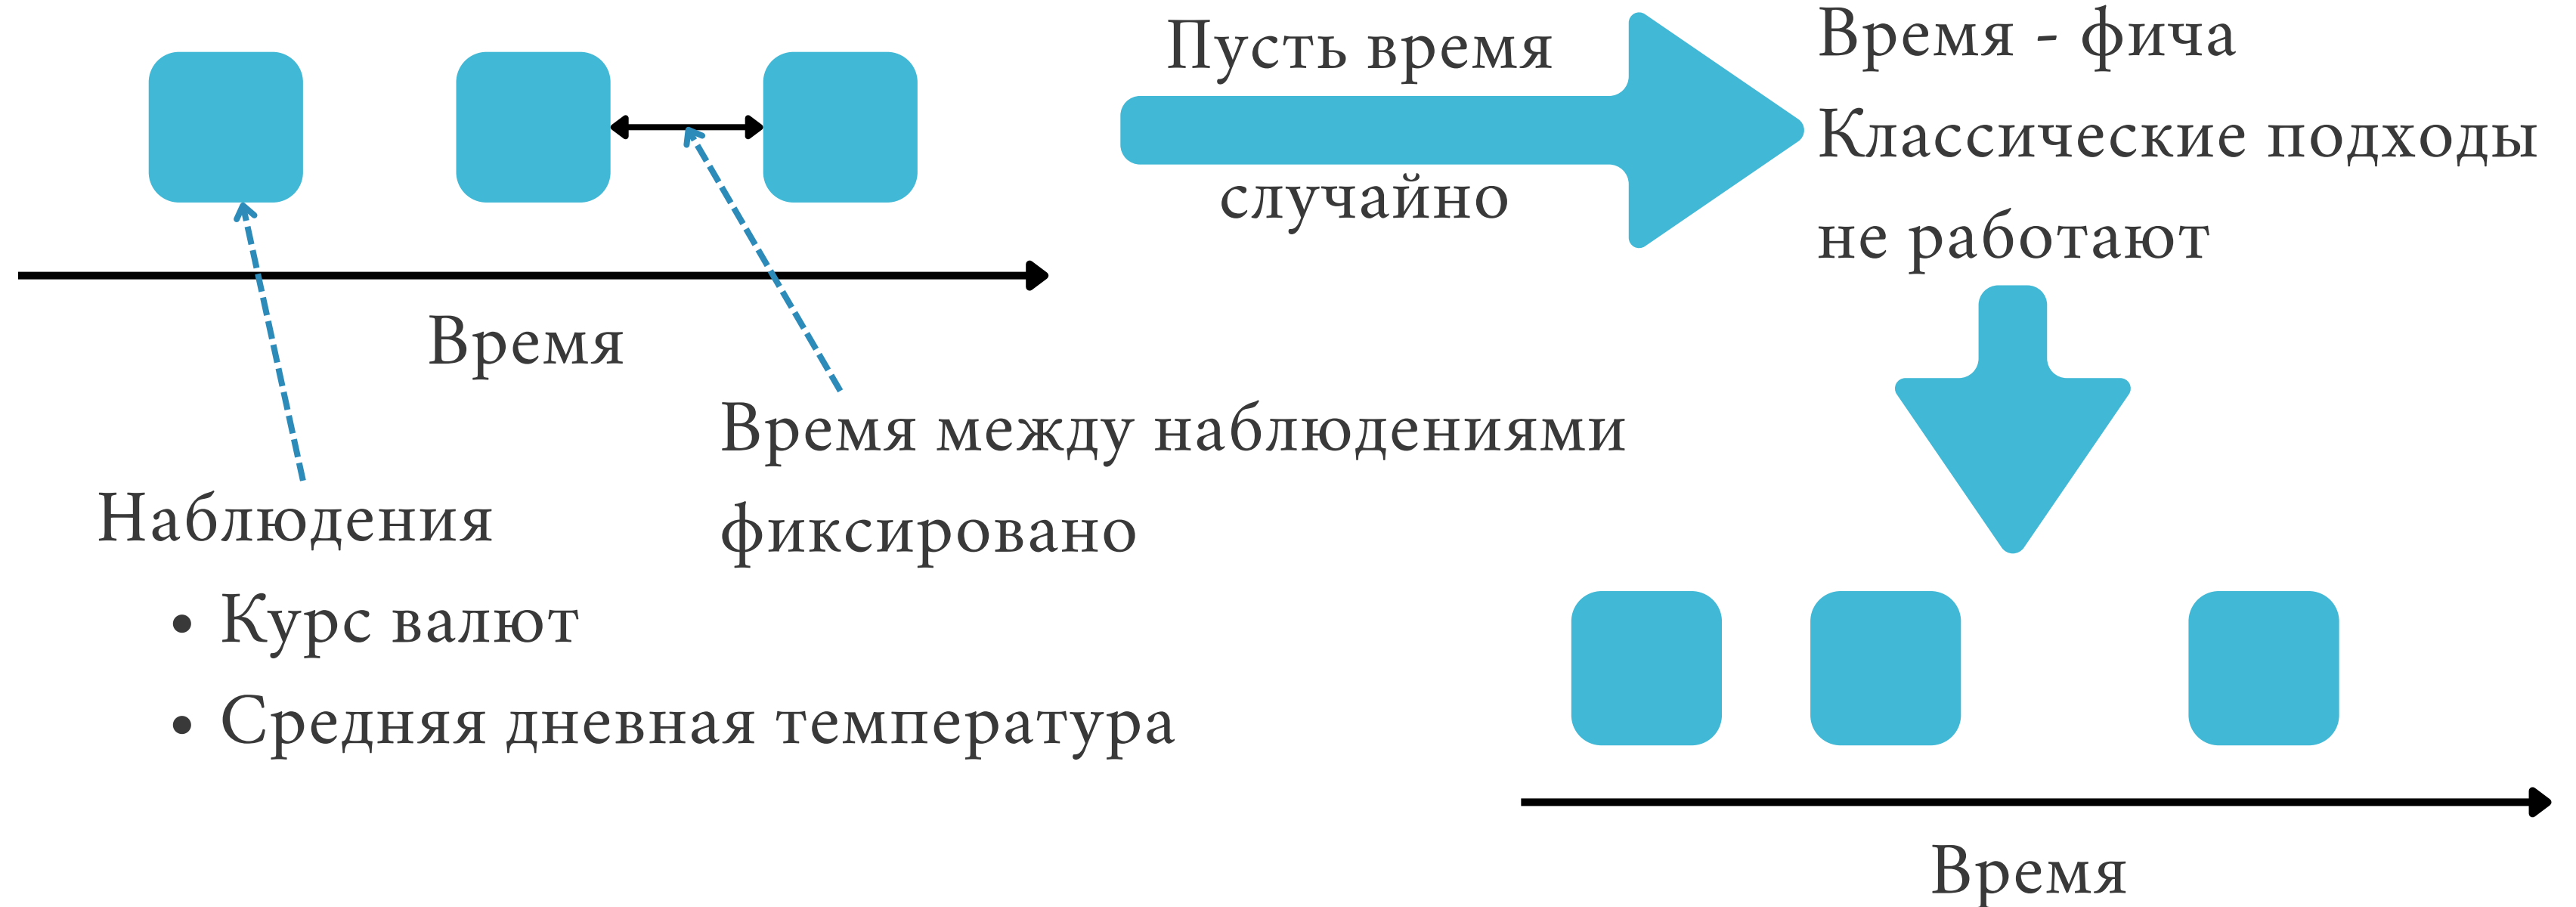 Время
Время между наблюдениями
фиксировано
Наблюдения
• Курс валют
• Средняя дневная температура
Пусть время
случайно
Время - фича
Классические подходы
не работают
Время